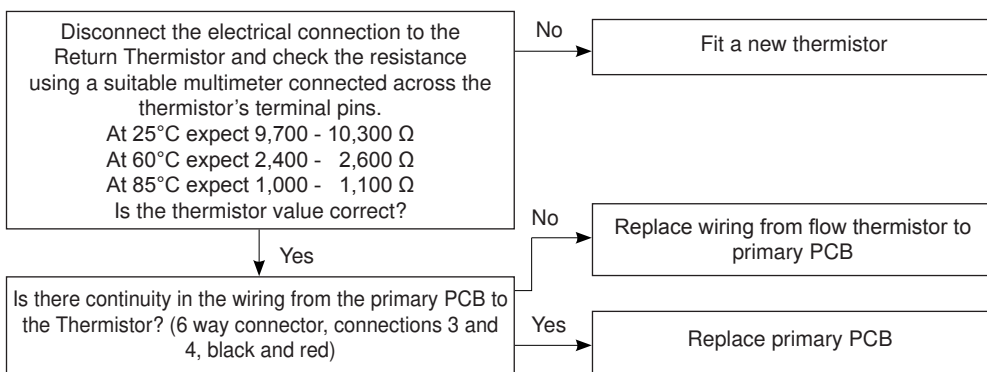 Disconnect the electrical connection to the
Return Thermistor and check the resistance
using a suitable multimeter connected across the
thermistor's terminal pins.
At 25°C expect 9,700 - 10,300 Ω
At 60°C expect 2,400 - 2,600 Ω
At 85°C expect 1,000 - 1,100 Ω
Is the thermistor value correct?
No
Fit a new thermistor
Yes
Is there continuity in the wiring from the primary PCB to
the Thermistor? (6 way connector, connections 3 and
4, black and red)
No
Replace wiring from flow thermistor to
primary PCB
Yes
Replace primary PCB